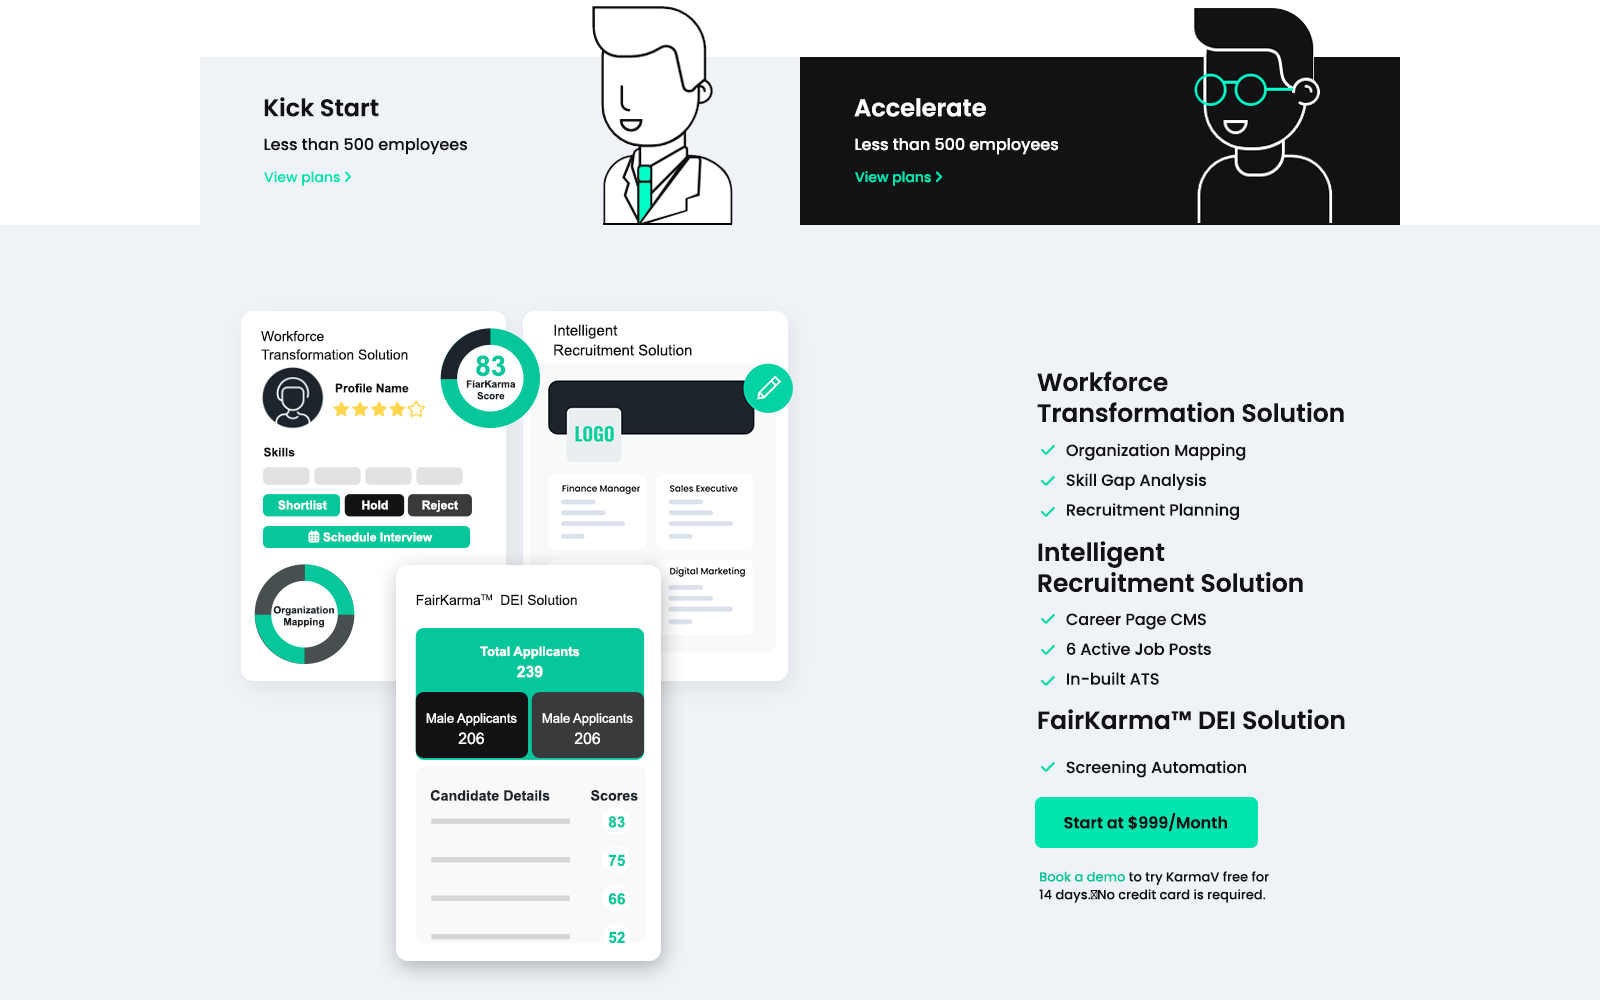 Kick Start
Less than 500 employees
View plans
Accelerate
Less than 500 employees
View plans
Workforce
Transformation Solution
83
FiarKarma
Score
Profile Name
Skills
Shortlist
Hold
Reject
Schedule Interview
Organization
Mapping
Intelligent
Recruitment Solution
LOGO
Finance Manager
Sales Executive
Digital Marketing
FairKarma™ DEI Solution
Total Applicants
239
Male Applicants
206
Male Applicants
206
Candidate Details
Scores
83
75
66
52
Workforce
Transformation Solution
Organization Mapping
Skill Gap Analysis
Recruitment Planning
Intelligent
Recruitment Solution
Career Page CMS
6 Active Job Posts
In-built ATS
FairKarma™ DEI Solution
Screening Automation
Start at $999/Month
Book a demo to try KarmaV free for
14 days. No credit card is required.